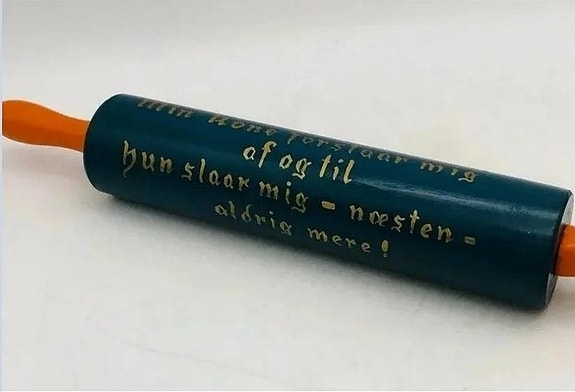 Min Kone forstaar mig
af og til
hun slaar mig - næsten -
aldrig mere!